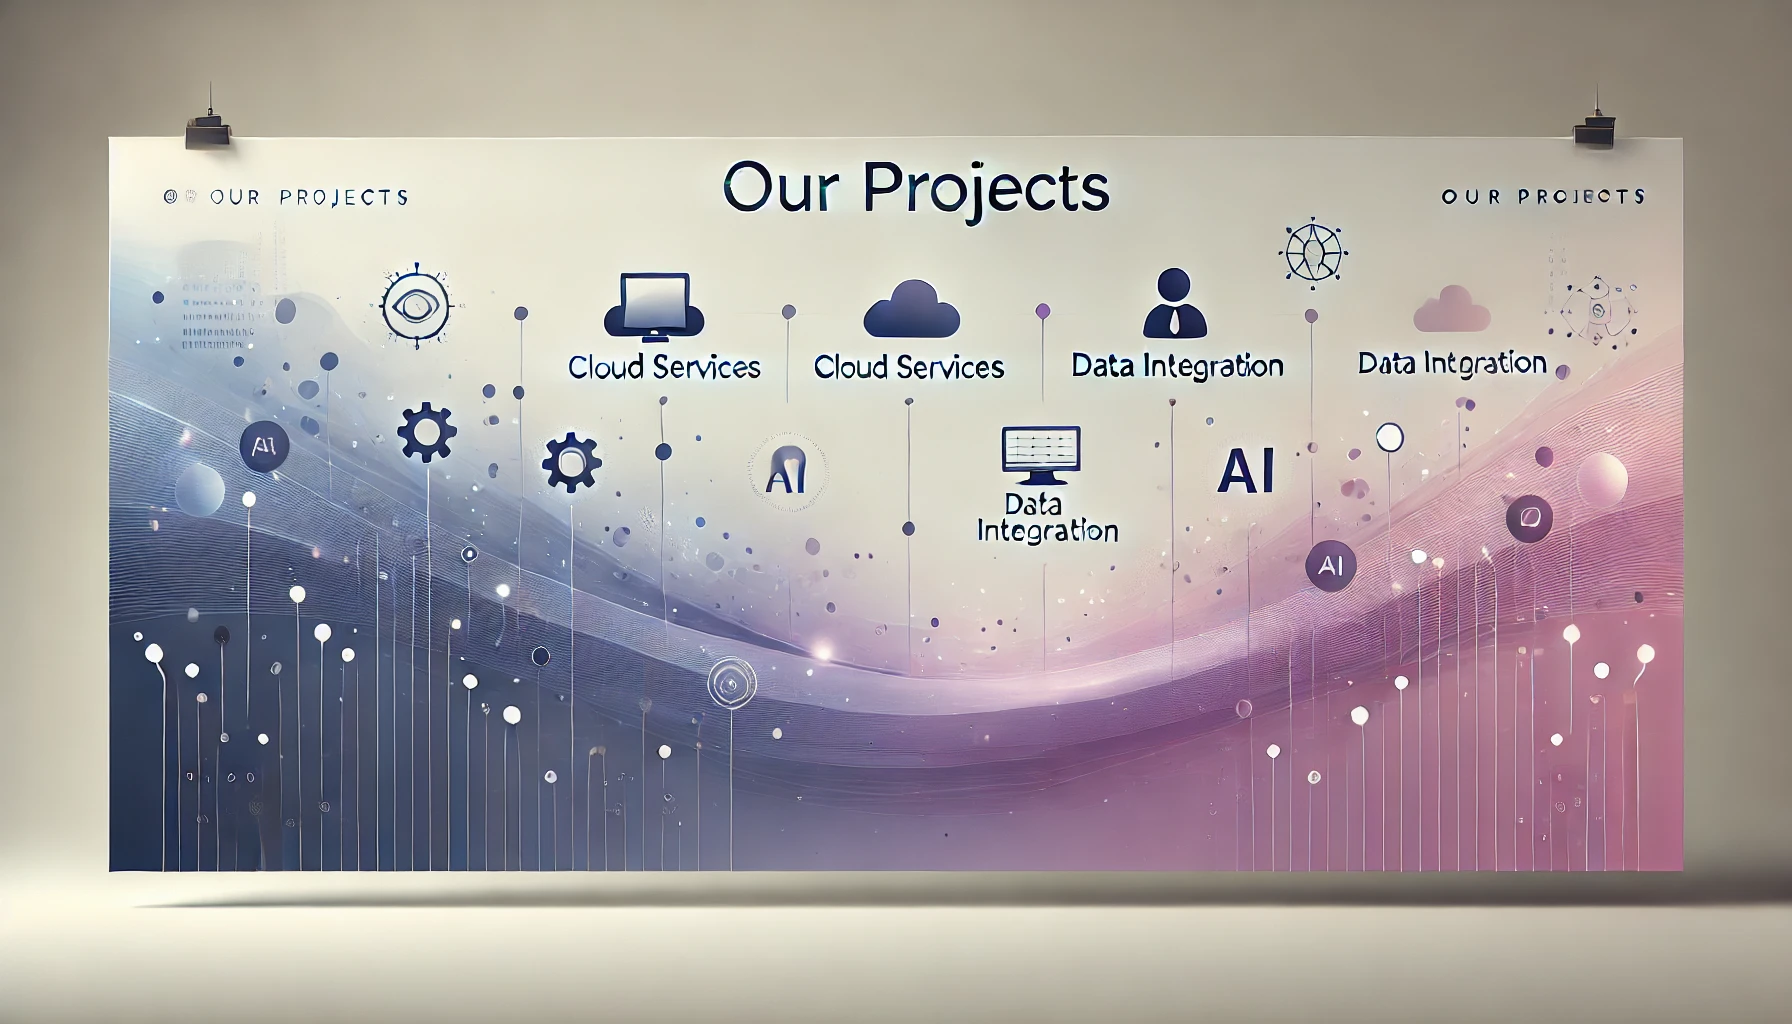 OUR PROJECTS
Our Projects
OUR PROJECTS
Cloud Services
Cloud Services
Data Integration
Data Intgration
AI
AI
AI
Data
Integration
AI